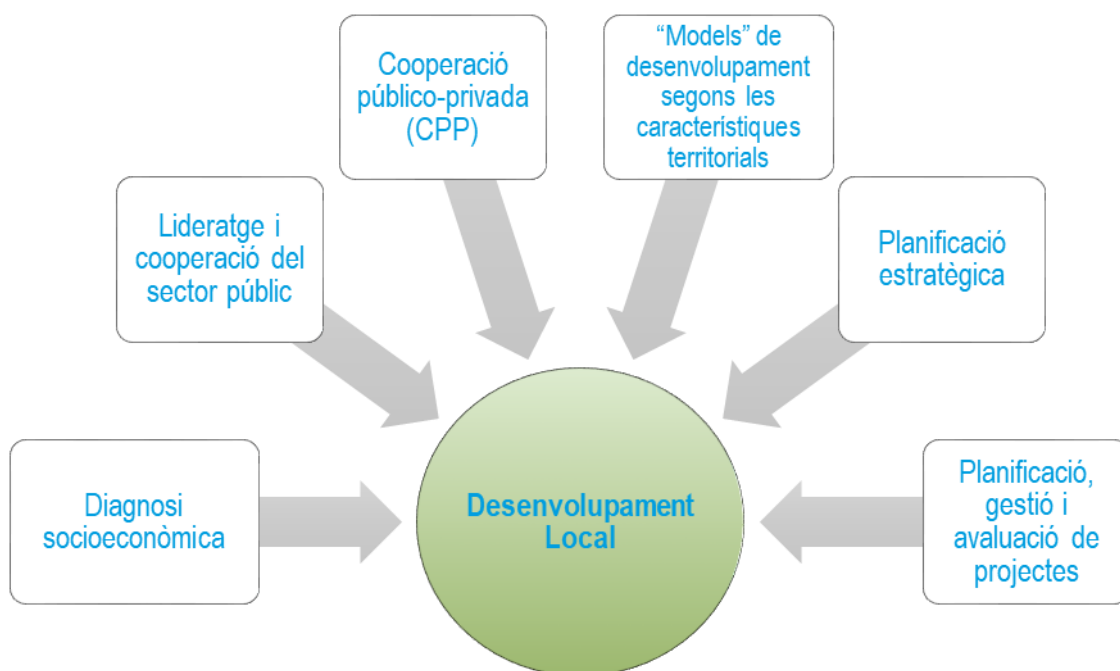 Cooperació
público-privada
(CPP)
“Models” de
desenvolupament
segons les
característiques
territorials
Lideratge i
cooperació del
sector públic
Planificació
estratègica
Diagnosi
socioeconòmica
Desenvolupament
Local
Planificació,
gestió i
avaluació de
projectes